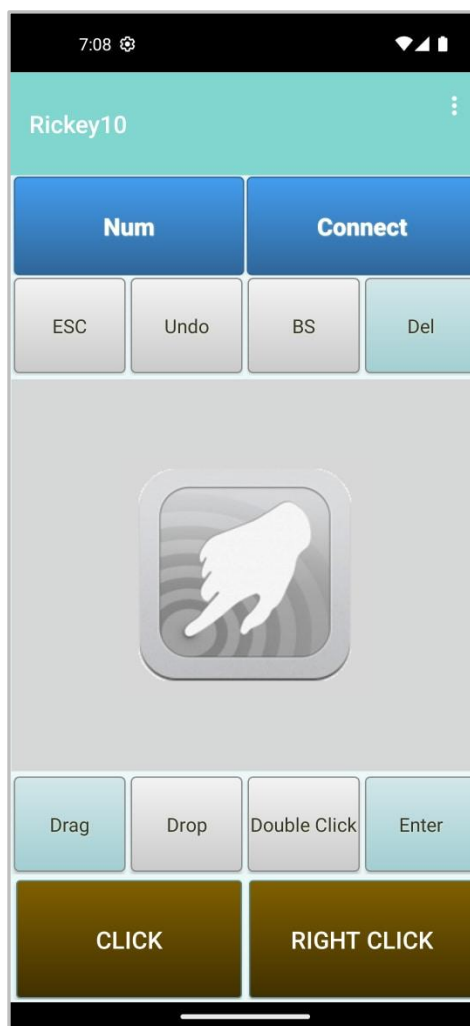 7:08
Rickey10
Num Connect
ESC Undo BS Del
Drag Drop Double Click Enter
CLICK RIGHT CLICK